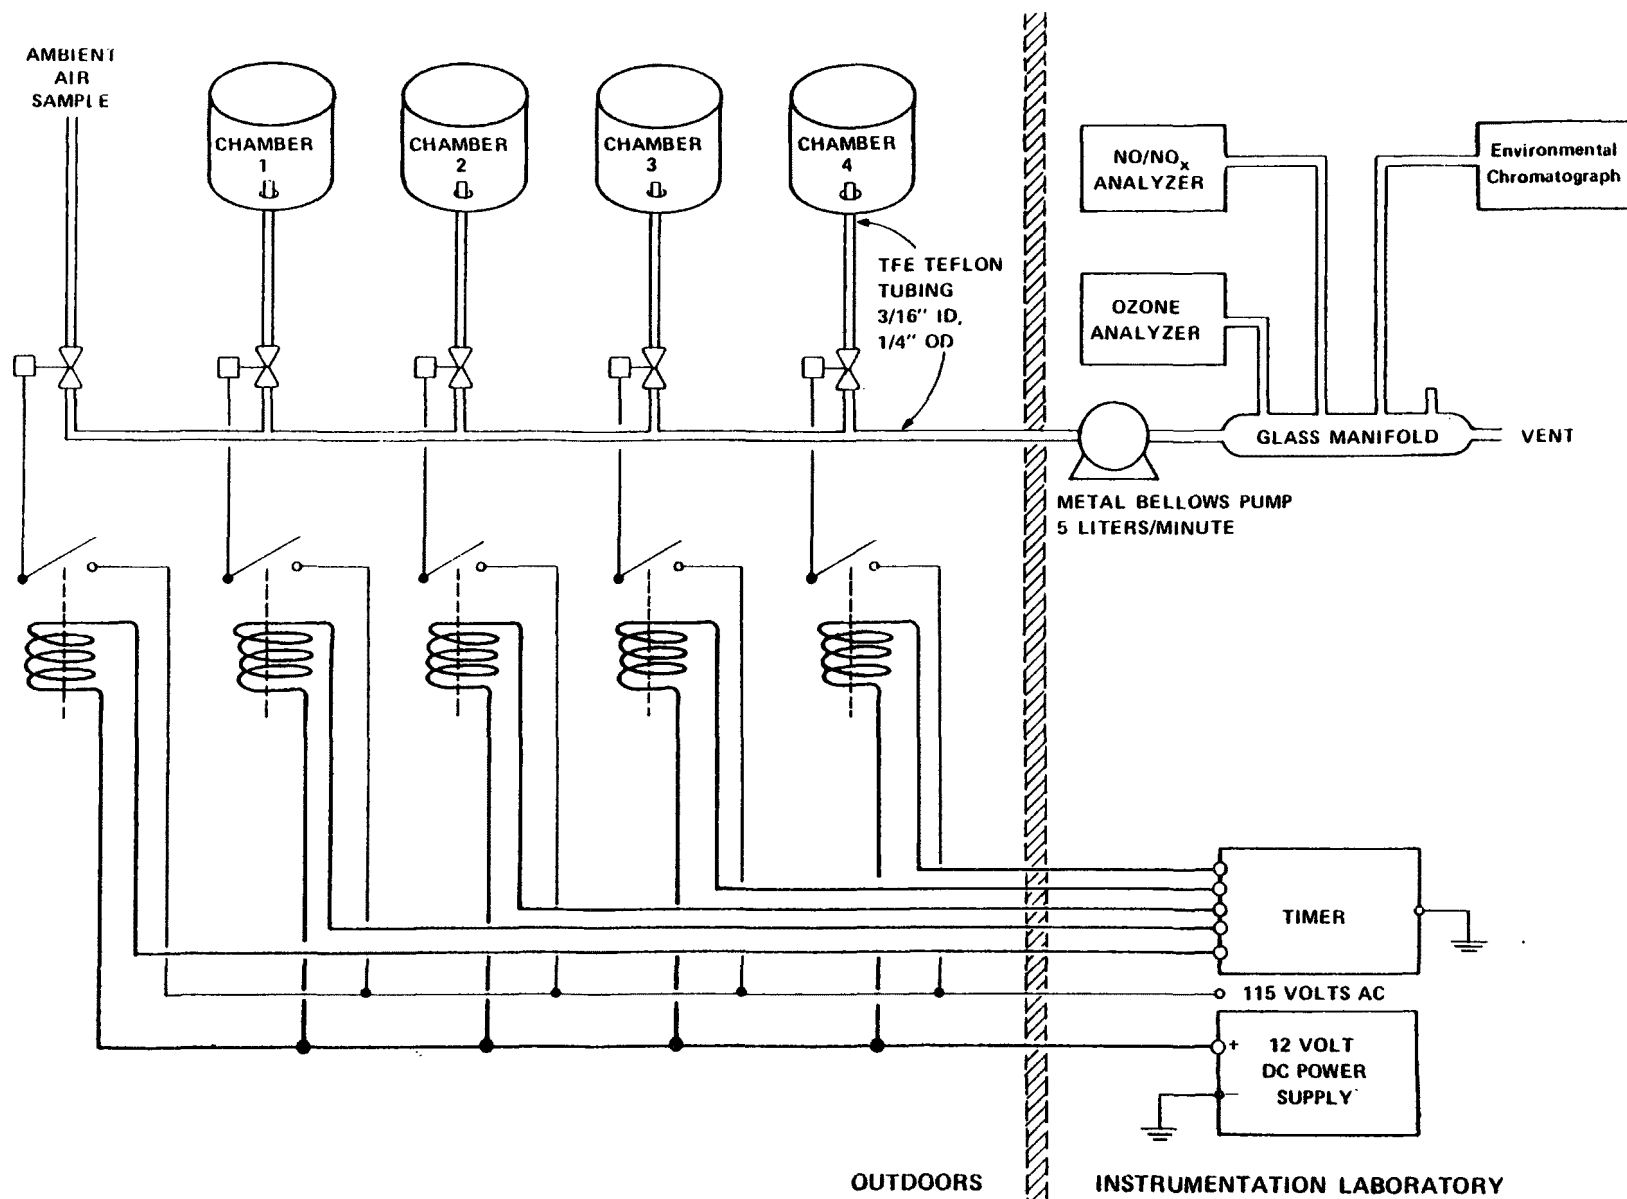 AMBIENT
AIR
SAMPLE
CHAMBER
1
CHAMBER
2
CHAMBER
3
CHAMBER
4
TFE TEFLON
TUBING
3/16" ID,
1/4" OD
NO/NOx
ANALYZER
Environmental
Chromatograph
OZONE
ANALYZER
GLASS MANIFOLD
VENT
METAL BELLOWS PUMP
5 LITERS/MINUTE
TIMER
115 VOLTS AC
+ 12 VOLT
DC POWER
SUPPLY
−
OUTDOORS
INSTRUMENTATION LABORATORY